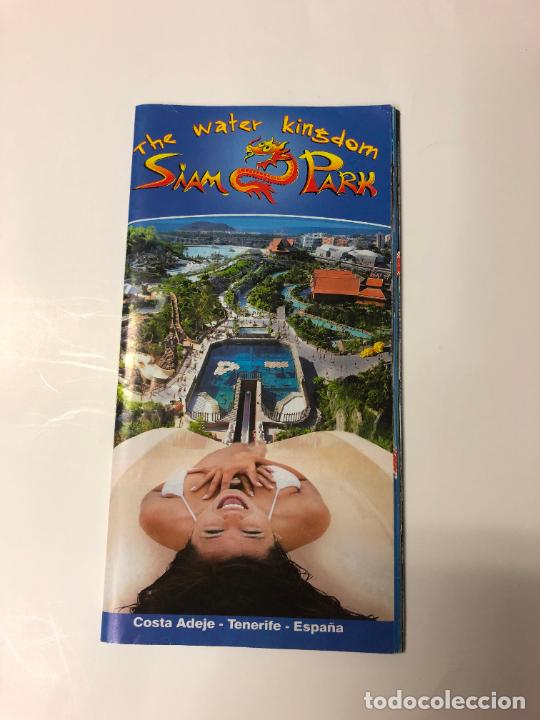 The water kingdom
SIAM PARK
Costa Adeje - Tenerife - España
todocoleccion